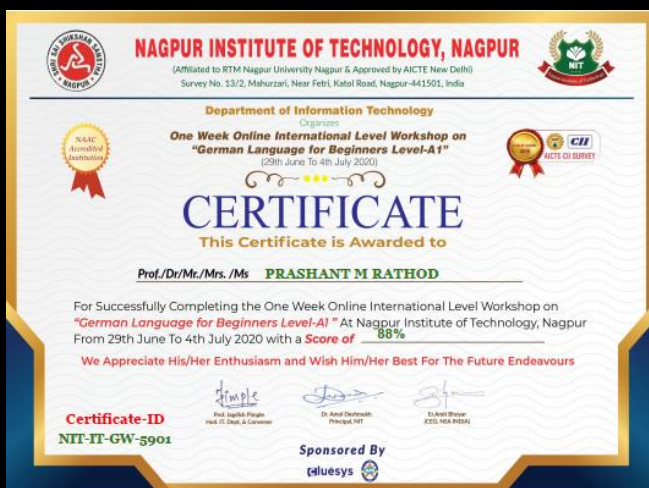 SHRI SAI SHIKSHAN SANSTHA
NAGPUR
NAGPUR INSTITUTE OF TECHNOLOGY, NAGPUR
(Affiliated to RTM Nagpur University Nagpur & Approved by AICTE New Delhi)
Survey No. 13/2, Mahurzari, Near Fetri, Katol Road, Nagpur-441501, India
NIT
Department of Information Technology
Organizes
One Week Online International Level Workshop on
"German Language for Beginners Level-A1"
(29th June To 4th July 2020)
NAAC
Accredited
Institution
CII
AICTE CII SURVEY
CERTIFICATE
This Certificate is Awarded to
Prof./Dr/Mr./Mrs. /Ms PRASHANT M RATHOD
For Successfully Completing the One Week Online International Level Workshop on
"German Language for Beginners Level-A1" At Nagpur Institute of Technology, Nagpur
From 29th June To 4th July 2020 with a Score of 88%
We Appreciate His/Her Enthusiasm and Wish Him/Her Best For The Future Endeavours
Prof. Jagdish Pimple
Hod. IT. Dept, & Convener
Dr. Amol Deshmukh
Principal, NIT
Er.Amit Bhoyar
(CEO, NSA INDIA)
Certificate-ID
NIT-IT-GW-5901
Sponsored By
Cluesys